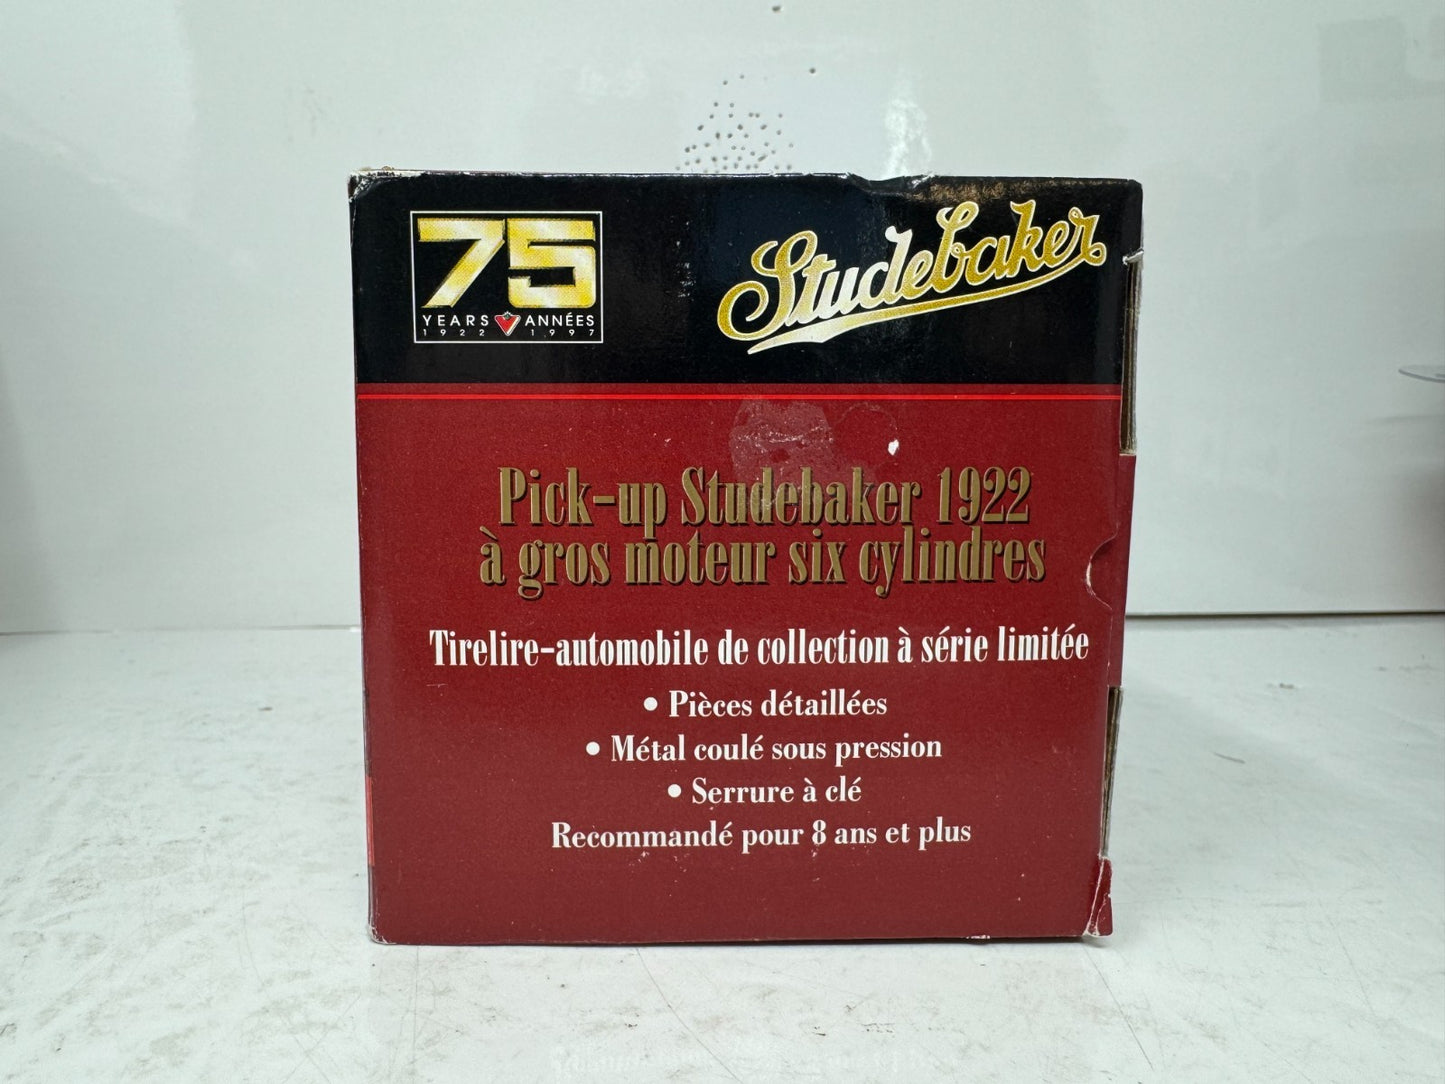 75
YEARS ANNÉES
1922 1997
Studebaker
Pick-up Studebaker 1922
à gros moteur six cylindres
Tirelire-automobile de collection à série limitée
• Pièces détaillées
• Métal coulé sous pression
• Serrure à clé
Recommandé pour 8 ans et plus